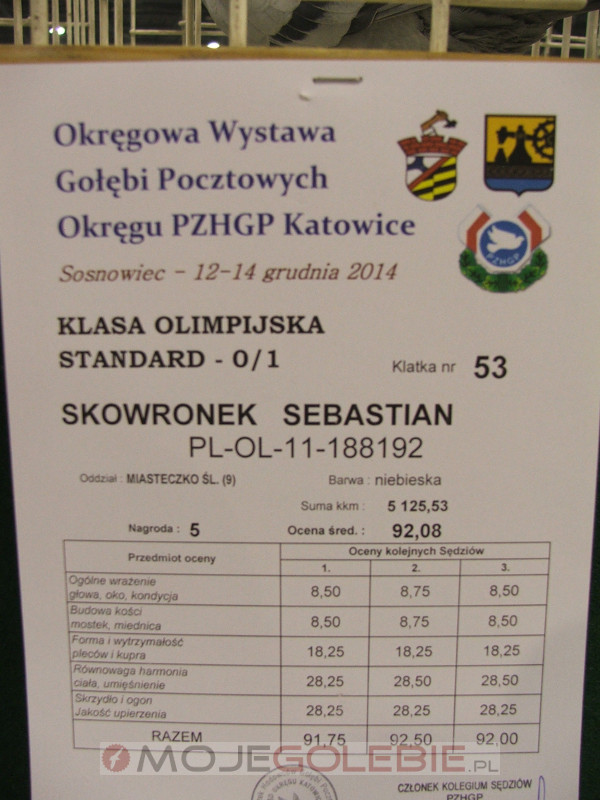 Okręgowa Wystawa
Gołębi Pocztowych
Okręgu PZHGP Katowice
Sosnowiec – 12-14 grudnia 2014
PZHGP
KLASA OLIMPIJSKA
STANDARD - O/1
Klatka nr 53
SKOWRONEK SEBASTIAN
PL-OL-11-188192
Oddział : MIASTECZKO ŚL. (9) Barwa : niebieska
Suma kkm : 5 125,53
Nagroda : 5 Ocena śred. : 92,08
Przedmiot oceny Oceny kolejnych Sędziów
1. 2. 3.
Ogólne wrażenie
głowa, oko, kondycja 8,50 8,75 8,50
Budowa kości
mostek, miednica 8,50 8,75 8,50
Forma i wytrzymałość
pleców i kupra 18,25 18,25 18,25
Równowaga harmonia
ciała, umięśnienie 28,25 28,50 28,50
Skrzydło i ogon
Jakość upierzenia 28,25 28,25 28,25
RAZEM 91,75 92,50 92,00
MOJEGOLEBIE.PL
CZŁONEK KOLEGIUM SĘDZIÓW
PZHGP